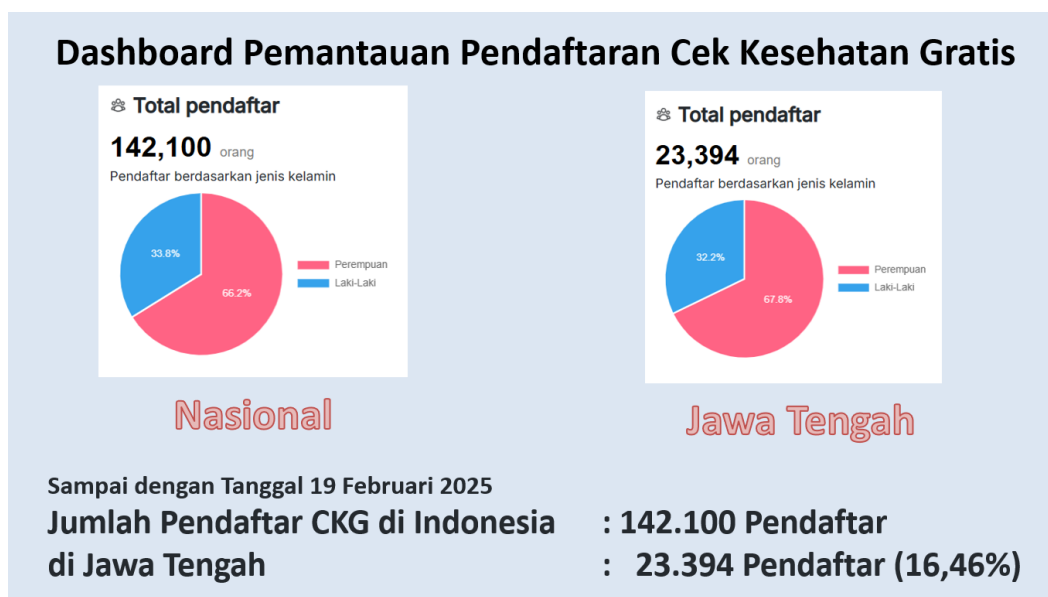 Dashboard Pemantauan Pendaftaran Cek Kesehatan Gratis
Total pendaftar
142,100 orang
Pendaftar berdasarkan jenis kelamin
33.8%
66.2%
Perempuan
Laki-Laki
Nasional
Total pendaftar
23,394 orang
Pendaftar berdasarkan jenis kelamin
32.2%
67.8%
Perempuan
Laki-Laki
Jawa Tengah
Sampai dengan Tanggal 19 Februari 2025
Jumlah Pendaftar CKG di Indonesia : 142.100 Pendaftar
di Jawa Tengah : 23.394 Pendaftar (16,46%)